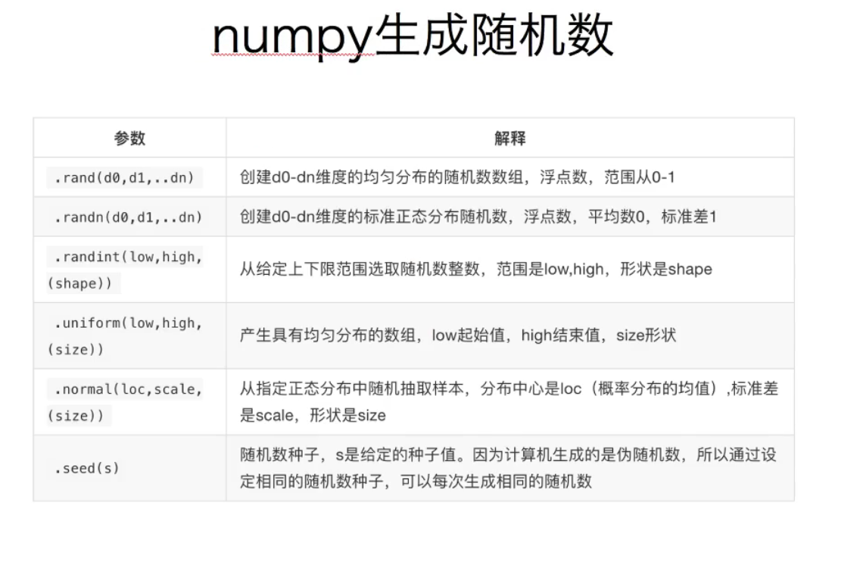 numpy生成随机数
参数 解释
.rand(d0,d1,..dn) 创建d0-dn维度的均匀分布的随机数数组，浮点数，范围从0-1
.randn(d0,d1,..dn) 创建d0-dn维度的标准正态分布随机数，浮点数，平均数0，标准差1
.randint(low,high,
(shape))
从给定上下限范围选取随机数整数，范围是low,high，形状是shape
.uniform(low,high,
(size))
产生具有均匀分布的数组，low起始值，high结束值，size形状
.normal(loc,scale,
(size))
从指定正态分布中随机抽取样本，分布中心是loc（概率分布的均值）,标准差
是scale，形状是size
.seed(s)
随机数种子，s是给定的种子值。因为计算机生成的是伪随机数，所以通过设
定相同的随机数种子，可以每次生成相同的随机数